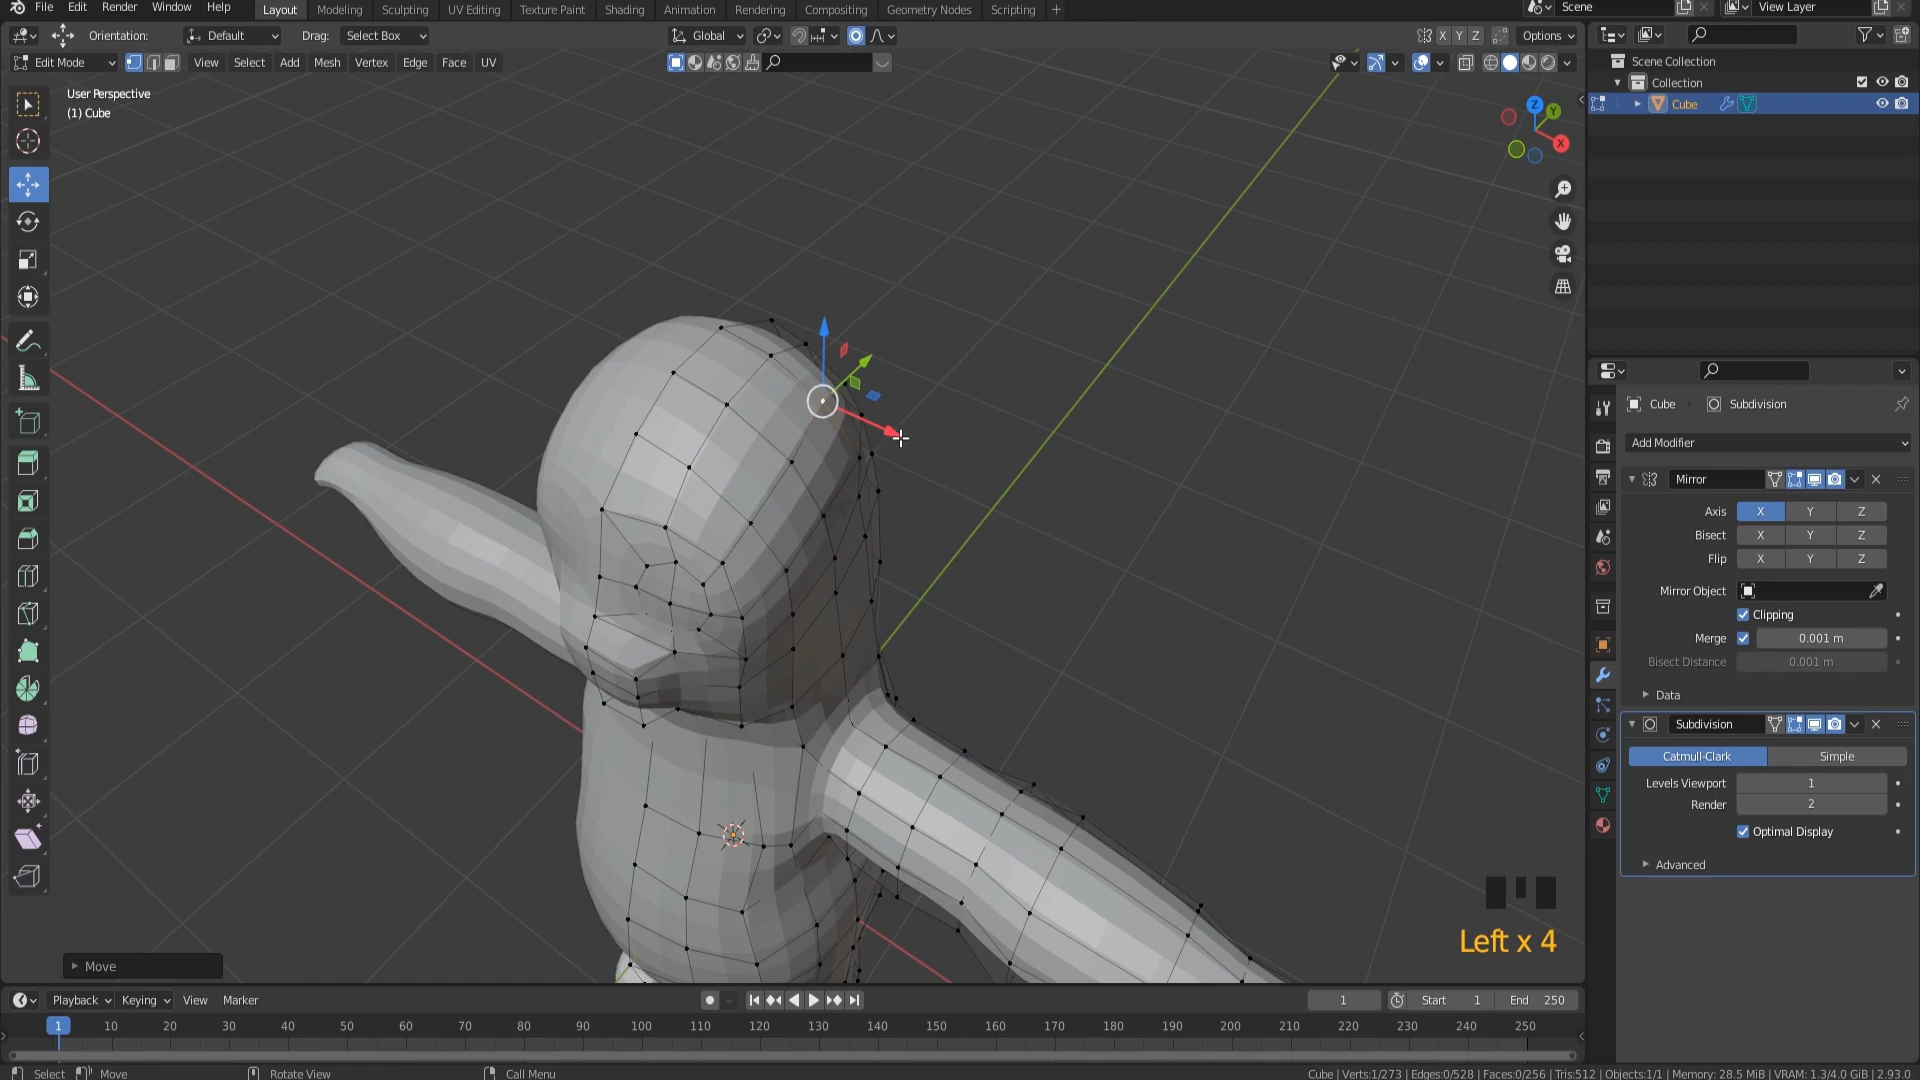 File Edit Render Window Help Layout Modeling Sculpting UV Editing Texture Paint Shading Animation Rendering Compositing Geometry Nodes Scripting + Scene View Layer
Orientation: Default Drag: Select Box Global X Y Z Options
Edit Mode View Select Add Mesh Vertex Edge Face UV
User Perspective
(1) Cube
Scene Collection
Collection
Cube
Z
Y
X
Cube Subdivision
Add Modifier
Mirror
Axis X Y Z
Bisect X Y Z
Flip X Y Z
Mirror Object
Clipping
Merge 0.001 m
Bisect Distance 0.001 m
Data
Subdivision
Catmull-Clark Simple
Levels Viewport 1
Render 2
Optimal Display
Advanced
Left x 4
Move
Playback Keying View Marker 1 Start 1 End 250
1 10 20 30 40 50 60 70 80 90 100 110 120 130 140 150 160 170 180 190 200 210 220 230 240 250
Select Move Rotate View Call Menu Cube | Verts:1/273 | Edges:0/528 | Faces:0/256 | Tris:512 | Objects:1/1 | Memory: 28.5 MiB | VRAM: 1.3/4.0 GiB | 2.93.0